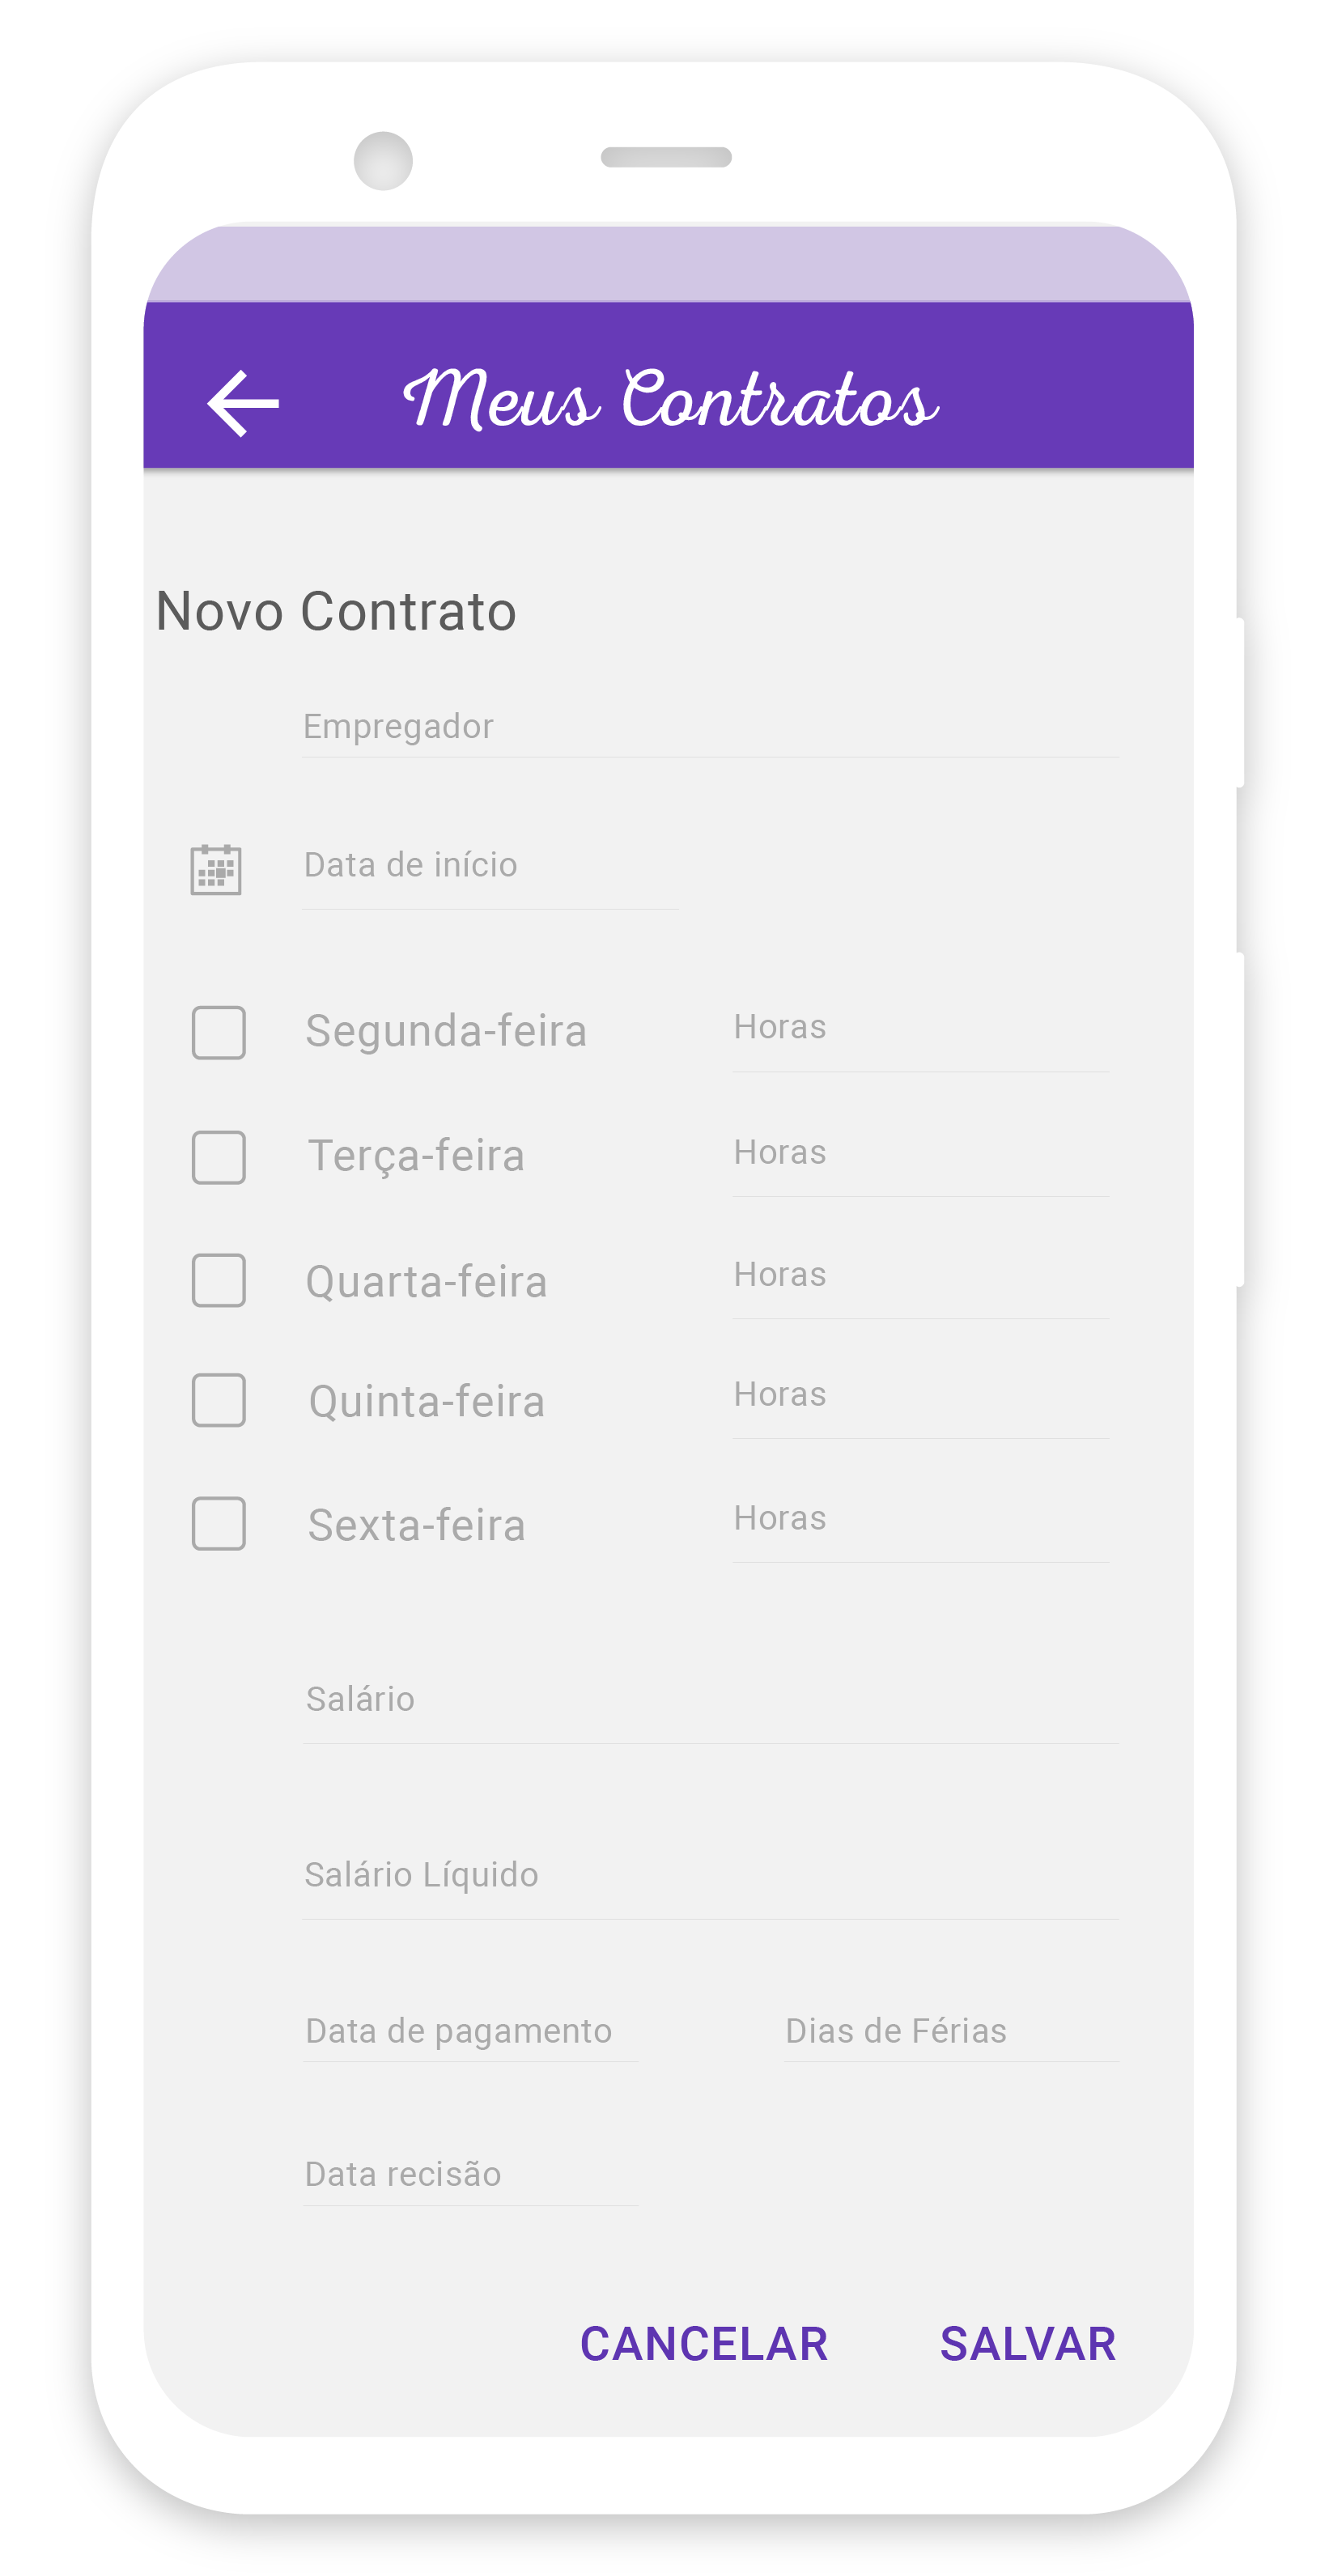 Meus Contratos
Novo Contrato
Empregador
Data de início
Segunda-feira Horas
Terça-feira Horas
Quarta-feira Horas
Quinta-feira Horas
Sexta-feira Horas
Salário
Salário Líquido
Data de pagamento Dias de Férias
Data recisão
CANCELAR SALVAR